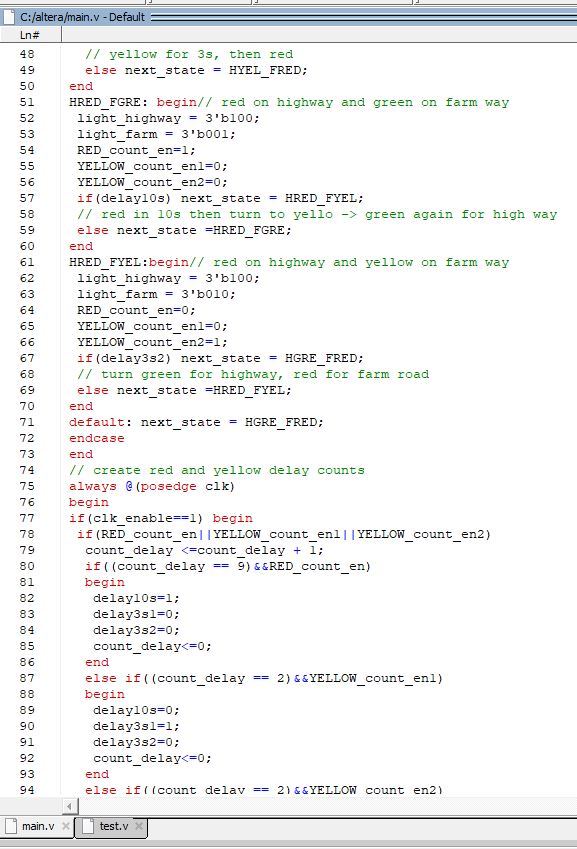 C:/altera/main.v - Default
Ln#
48 // yellow for 3s, then red
49 else next_state = HYEL_FRED;
50 end
51 HRED_FGRE: begin// red on highway and green on farm way
52 light_highway = 3'b100;
53 light_farm = 3'b001;
54 RED_count_en=1;
55 YELLOW_count_en1=0;
56 YELLOW_count_en2=0;
57 if(delay10s) next_state = HRED_FYEL;
58 // red in 10s then turn to yello -> green again for high way
59 else next_state =HRED_FGRE;
60 end
61 HRED_FYEL:begin// red on highway and yellow on farm way
62 light_highway = 3'b100;
63 light_farm = 3'b010;
64 RED_count_en=0;
65 YELLOW_count_en1=0;
66 YELLOW_count_en2=1;
67 if(delay3s2) next_state = HGRE_FRED;
68 // turn green for highway, red for farm road
69 else next_state =HRED_FYEL;
70 end
71 default: next_state = HGRE_FRED;
72 endcase
73 end
74 // create red and yellow delay counts
75 always @(posedge clk)
76 begin
77 if(clk_enable==1) begin
78 if(RED_count_en||YELLOW_count_en1||YELLOW_count_en2)
79 count_delay <=count_delay + 1;
80 if((count_delay == 9)&&RED_count_en)
81 begin
82 delay10s=1;
83 delay3s1=0;
84 delay3s2=0;
85 count_delay<=0;
86 end
87 else if((count_delay == 2)&&YELLOW_count_en1)
88 begin
89 delay10s=0;
90 delay3s1=1;
91 delay3s2=0;
92 count_delay<=0;
93 end
94 else if((count_delay == 2)&&YELLOW_count_en2)
main.v test.v